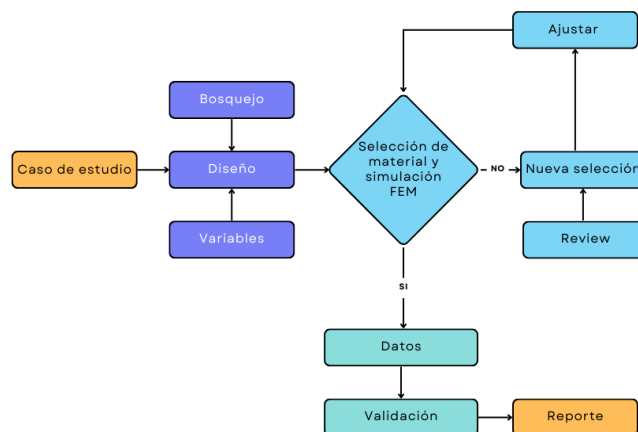 Ajustar
Bosquejo
Caso de estudio
Diseño
Selección de
material y
simulación
FEM
NO
Nueva selección
Variables
Review
SI
Datos
Validación
Reporte